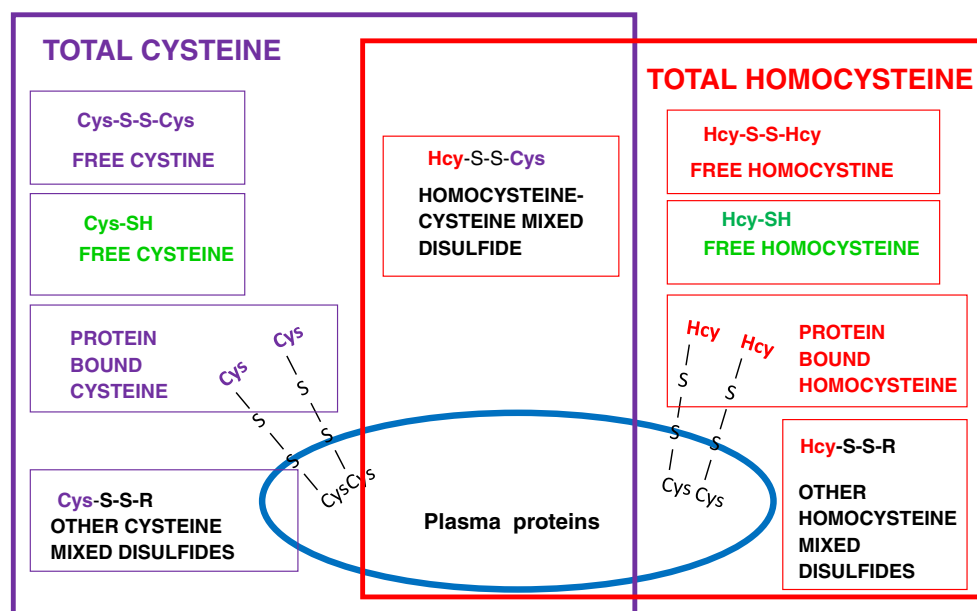 TOTAL CYSTEINE
Cys-S-S-Cys
FREE CYSTINE
Cys-SH
FREE CYSTEINE
PROTEIN
BOUND
CYSTEINE
Cys
S
S
Cys
Cys
S
S
Cys
Cys-S-S-R
OTHER CYSTEINE
MIXED DISULFIDES
Hcy-S-S-Cys
HOMOCYSTEINE-
CYSTEINE MIXED
DISULFIDE
Plasma proteins
TOTAL HOMOCYSTEINE
Hcy-S-S-Hcy
FREE HOMOCYSTINE
Hcy-SH
FREE HOMOCYSTEINE
Hcy
S
S
Cys
Hcy
S
S
Cys
PROTEIN
BOUND
HOMOCYSTEINE
Hcy-S-S-R
OTHER
HOMOCYSTEINE
MIXED
DISULFIDES